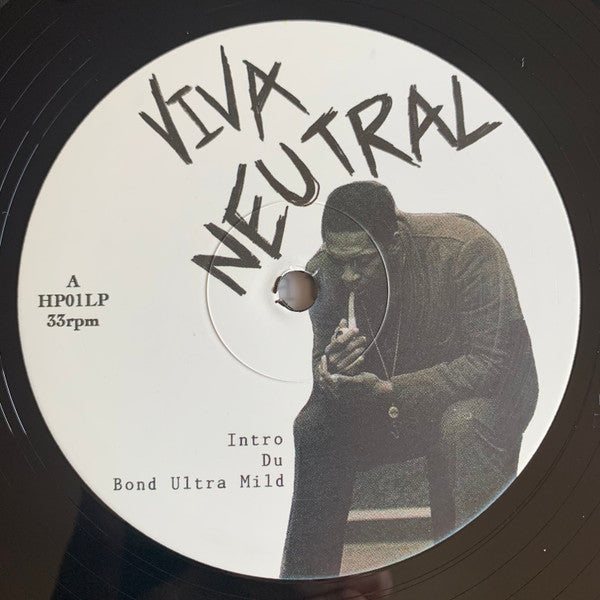 VIVA
NEUTRAL
A
HP01LP
33rpm
Intro
Du
Bond Ultra Mild